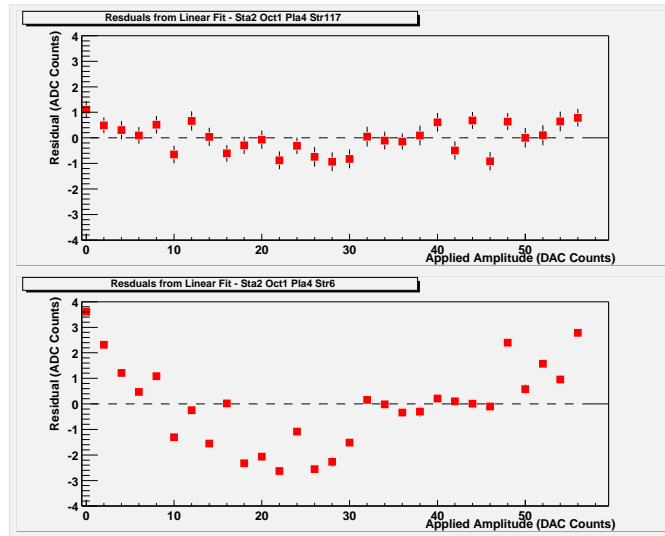 Resduals from Linear Fit - Sta2 Oct1 Pla4 Str117
Residual (ADC Counts)
4
3
2
1
0
-1
-2
-3
-4
0 10 20 30 40 50
Applied Amplitude (DAC Counts)
Resduals from Linear Fit - Sta2 Oct1 Pla4 Str6
Residual (ADC Counts)
4
3
2
1
0
-1
-2
-3
-4
0 10 20 30 40 50
Applied Amplitude (DAC Counts)